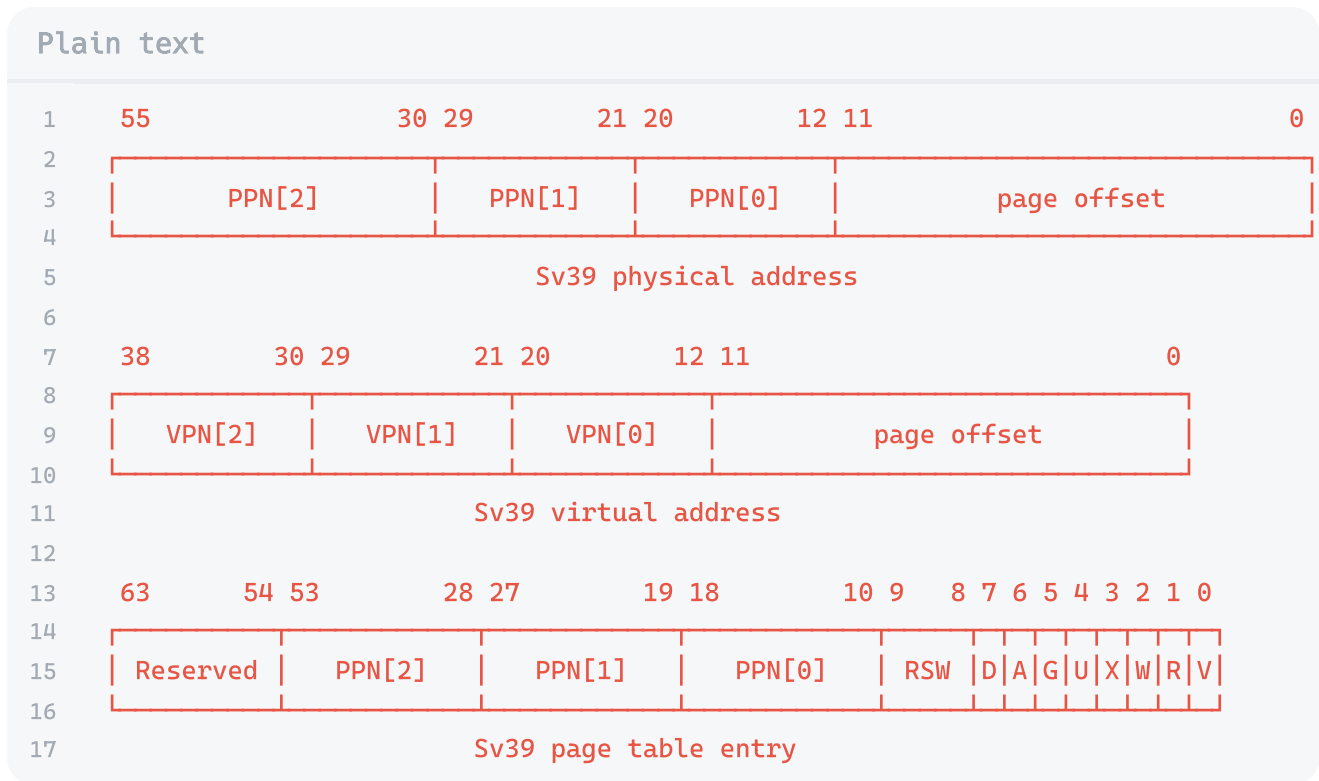 Plain text
1 55 30 29 21 20 12 11 0
2
3 PPN[2] PPN[1] PPN[0] page offset
4
5 Sv39 physical address
6
7 38 30 29 21 20 12 11 0
8
9 VPN[2] VPN[1] VPN[0] page offset
10
11 Sv39 virtual address
12
13 63 54 53 28 27 19 18 10 9 8 7 6 5 4 3 2 1 0
14
15 Reserved PPN[2] PPN[1] PPN[0] RSW D A G U X W R V
16
17 Sv39 page table entry